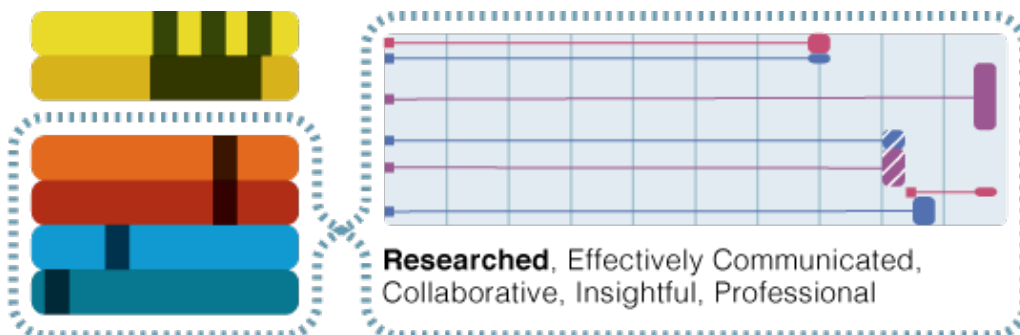 Researched, Effectively Communicated,
Collaborative, Insightful, Professional